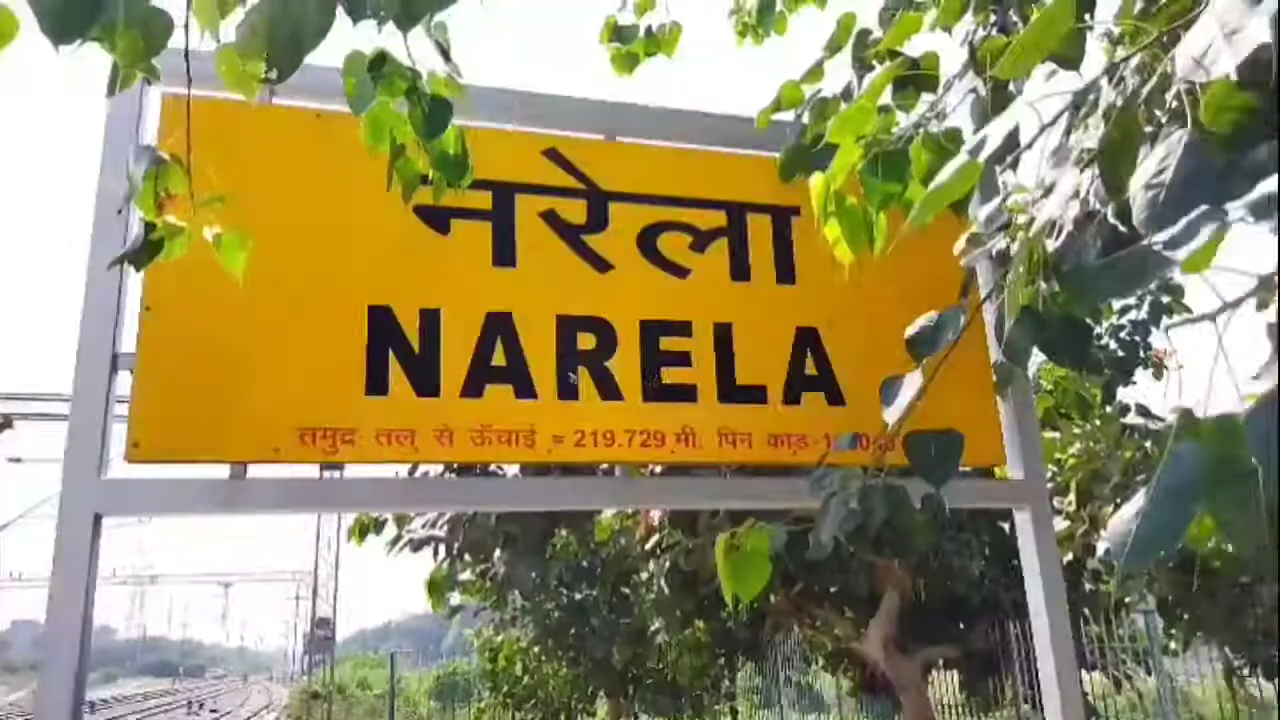 नरेला
NARELA
समुद्र तल से ऊँचाई = 219.729 मी. पिन कोड